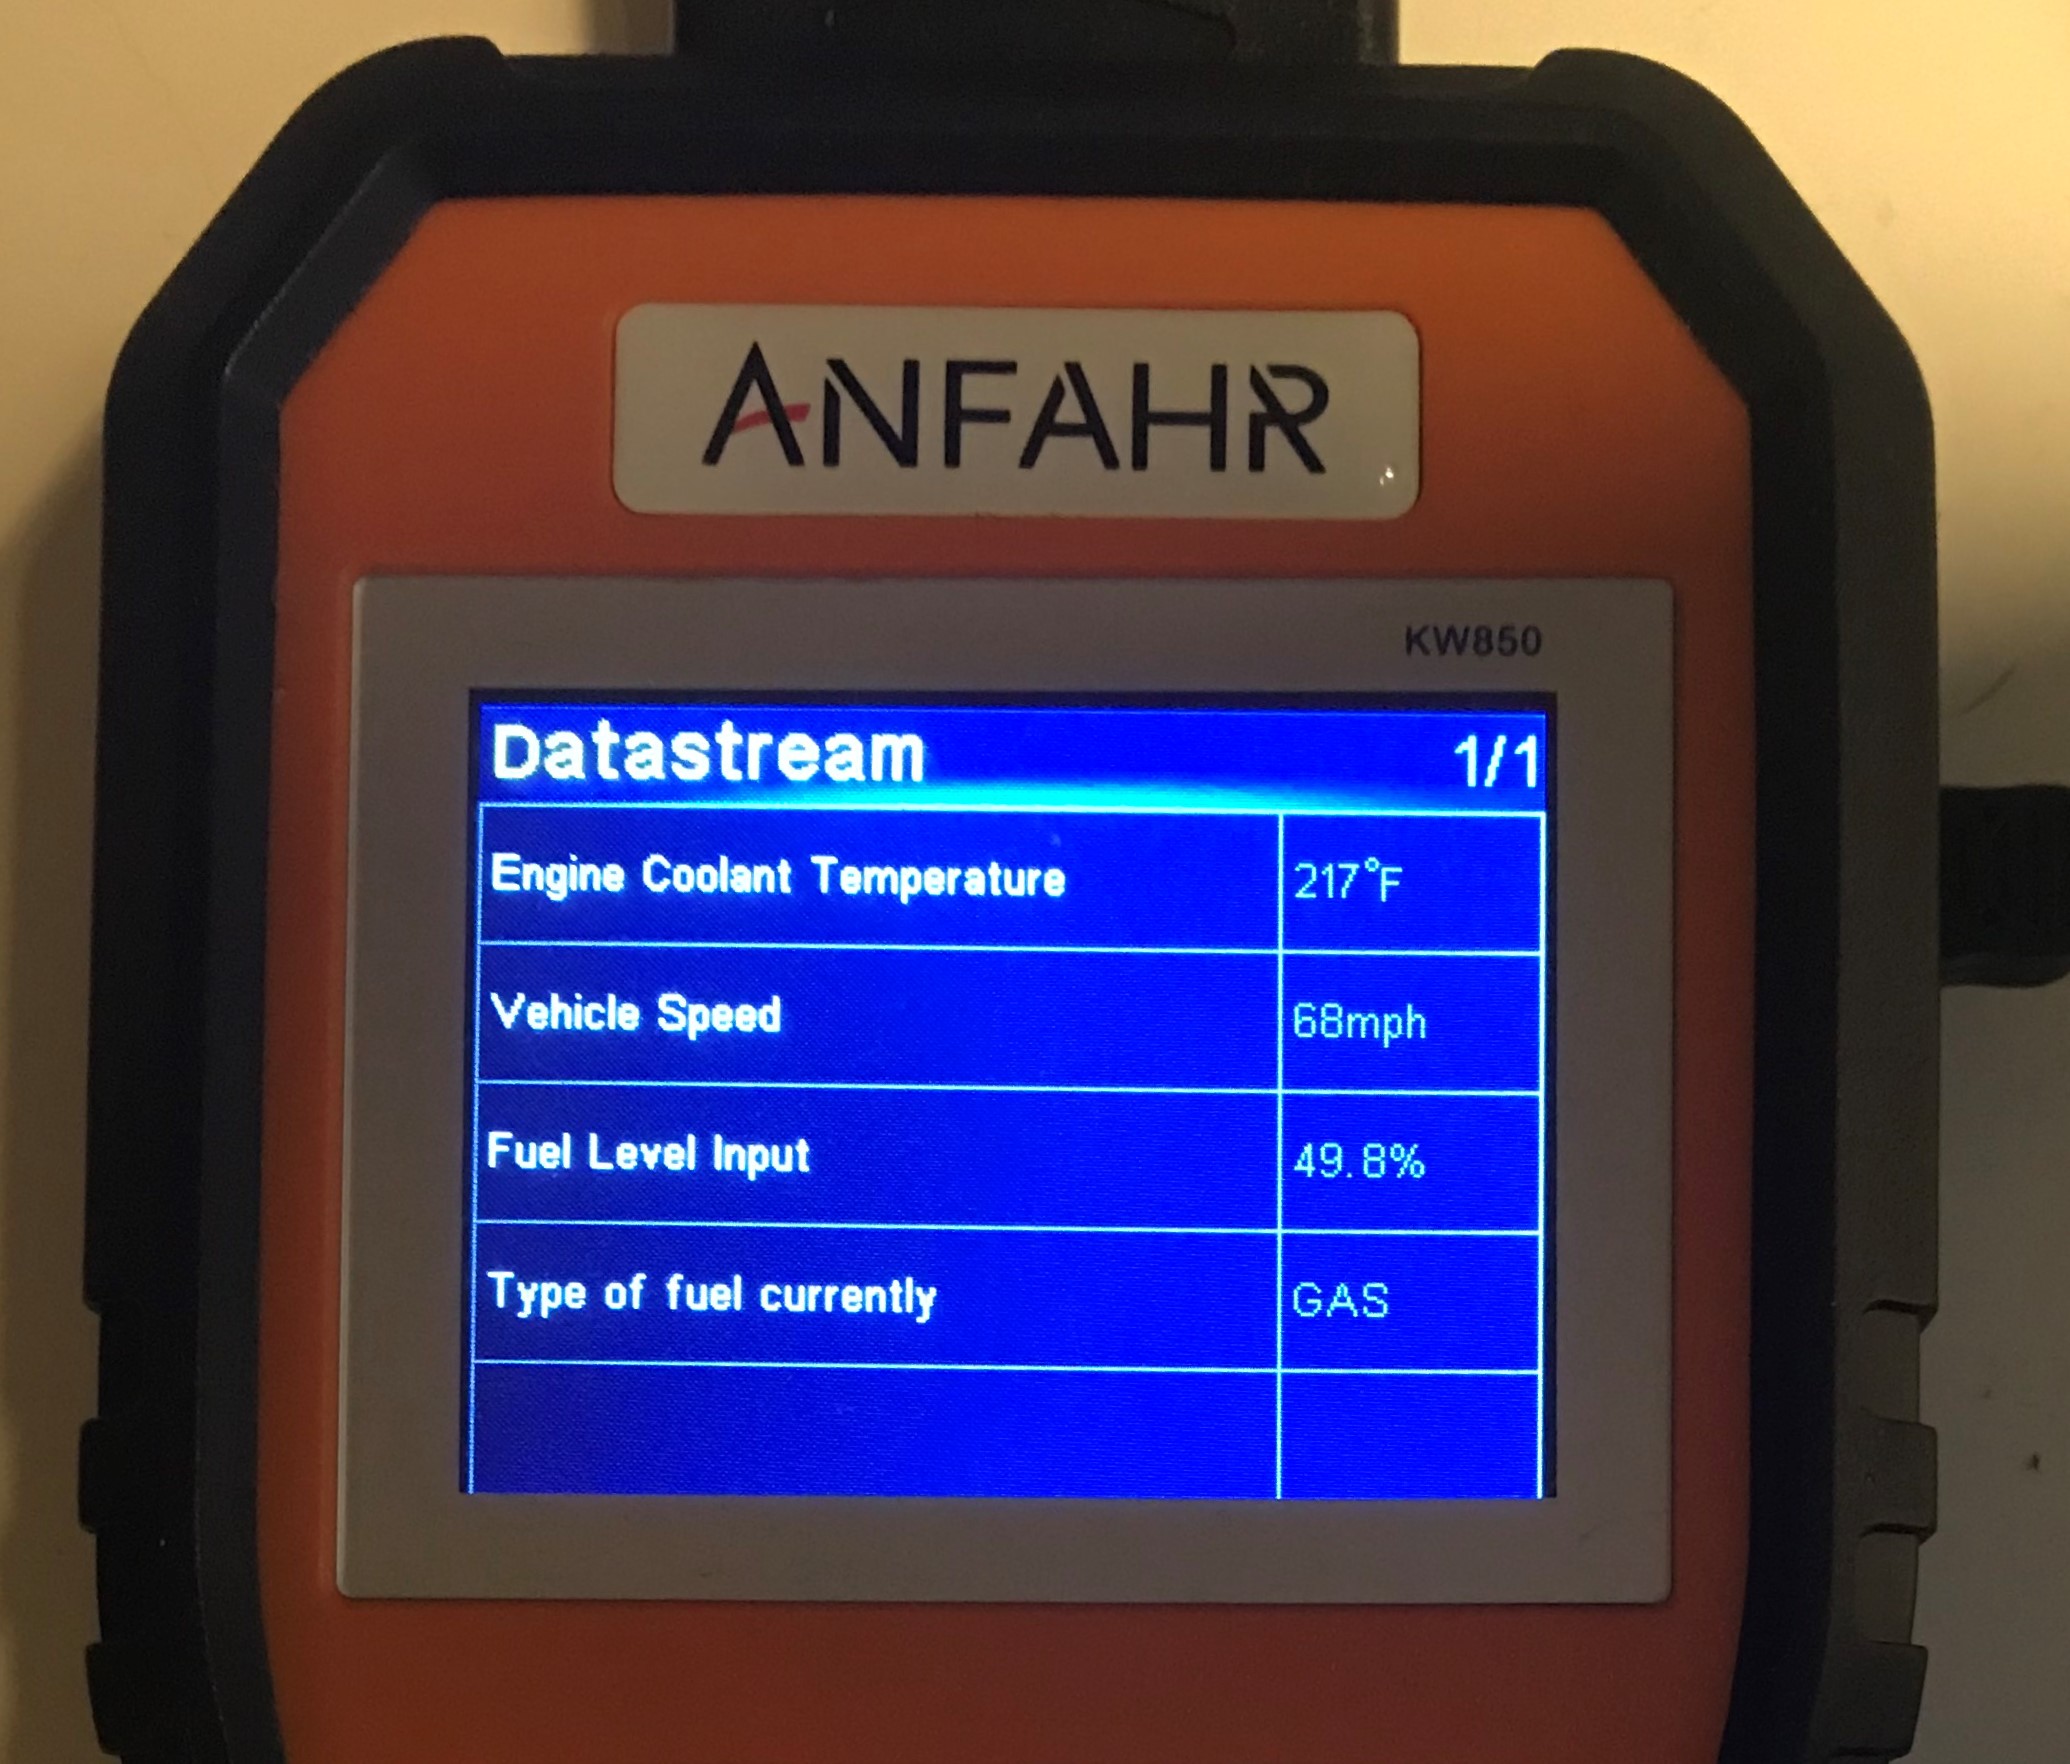 ANFAHR
KW850
Datastream 1/1
Engine Coolant Temperature 217°F
Vehicle Speed 68mph
Fuel Level Input 49.8%
Type of fuel currently GAS